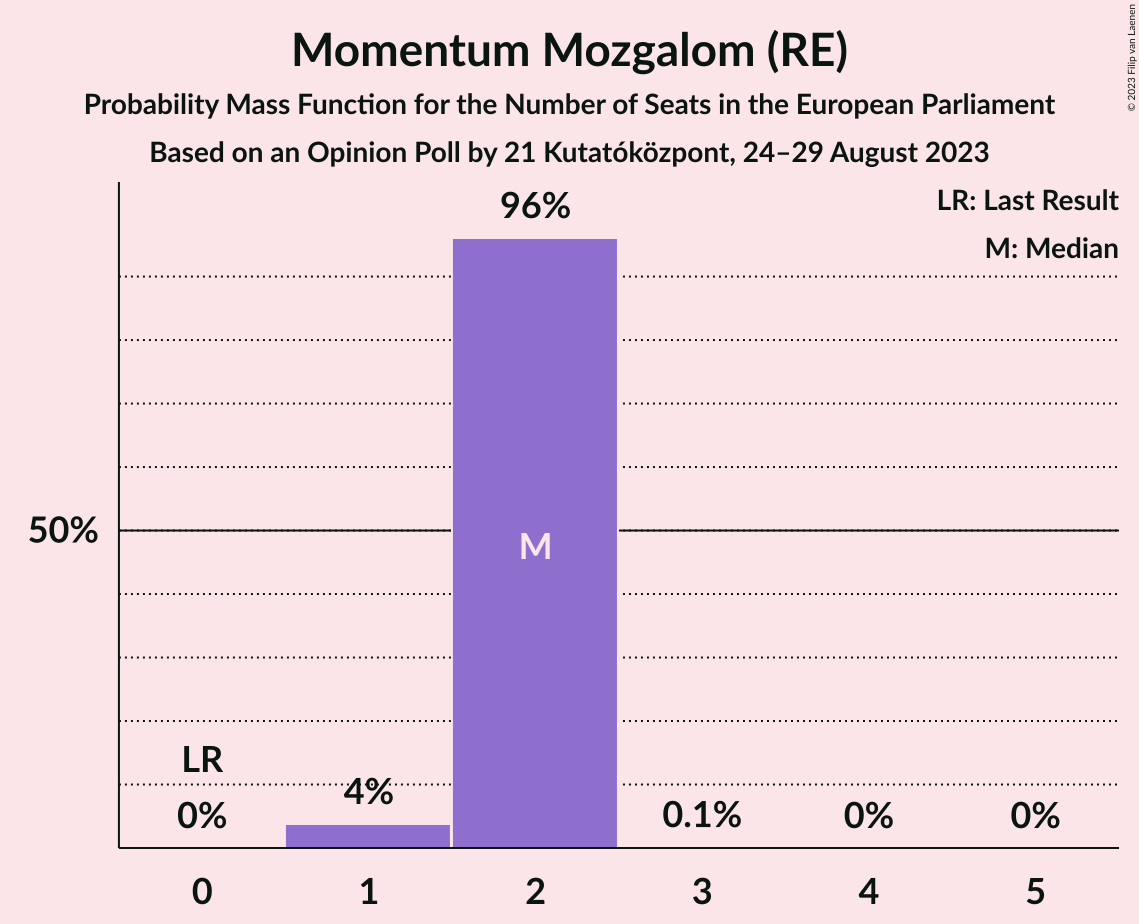 Momentum Mozgalom (RE)
Probability Mass Function for the Number of Seats in the European Parliament
Based on an Opinion Poll by 21 Kutatóközpont, 24–29 August 2023
© 2023 Filip van Laenen
LR: Last Result
M: Median
96%
50%
M
LR
0%
4%
0.1%
0%
0%
0
1
2
3
4
5